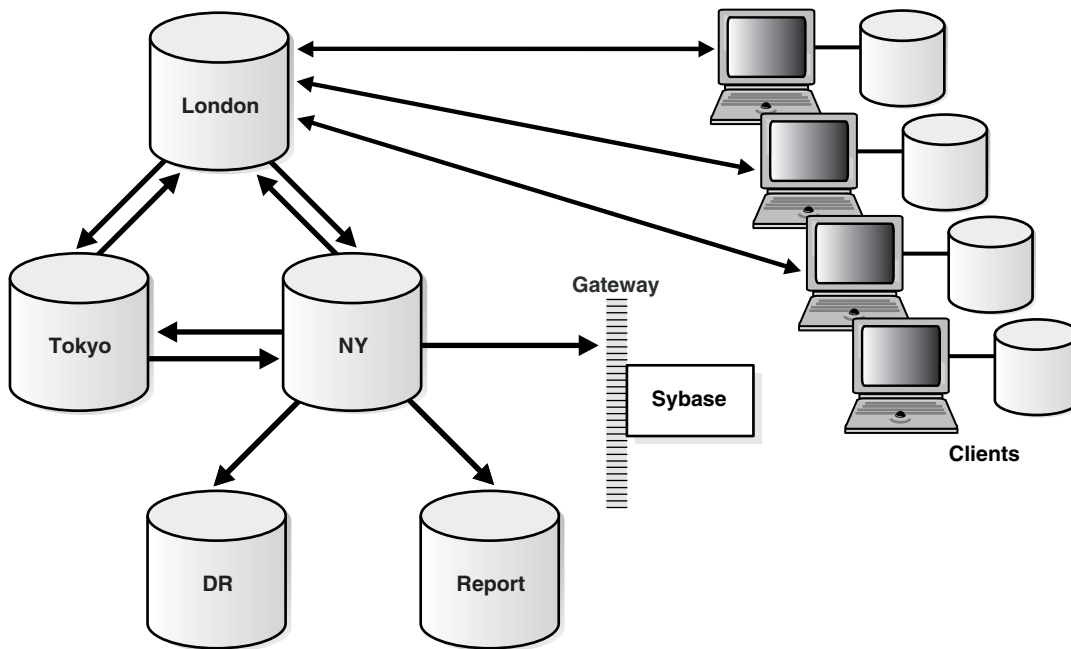 London
Gateway
Tokyo
NY
Sybase
Clients
DR
Report